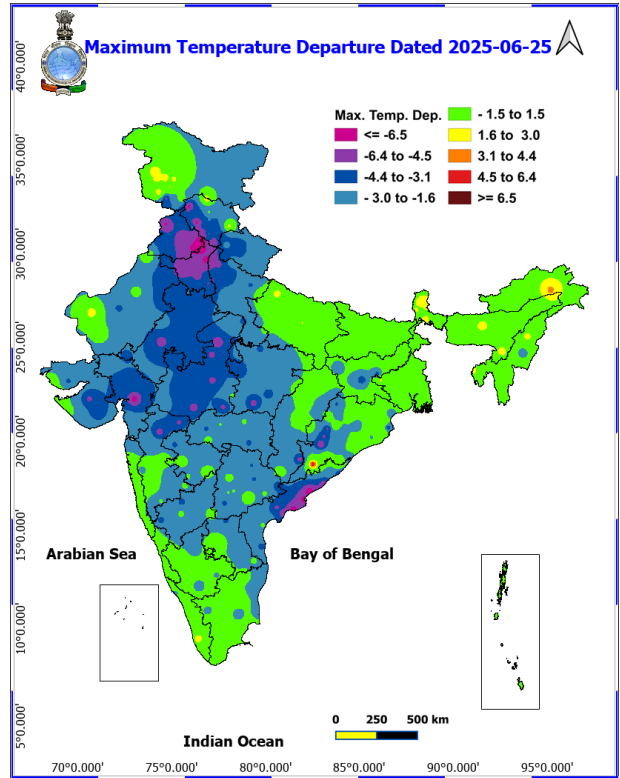 Maximum Temperature Departure Dated 2025-06-25
Max. Temp. Dep.
<= -6.5
-6.4 to -4.5
-4.4 to -3.1
- 3.0 to -1.6
- 1.5 to 1.5
1.6 to 3.0
3.1 to 4.4
4.5 to 6.4
>= 6.5
40°0.000'
35°0.000'
30°0.000'
25°0.000'
20°0.000'
15°0.000'
10°0.000'
5°0.000'
Arabian Sea
Bay of Bengal
Indian Ocean
0 250 500 km
70°0.000' 75°0.000' 80°0.000' 85°0.000' 90°0.000' 95°0.000'